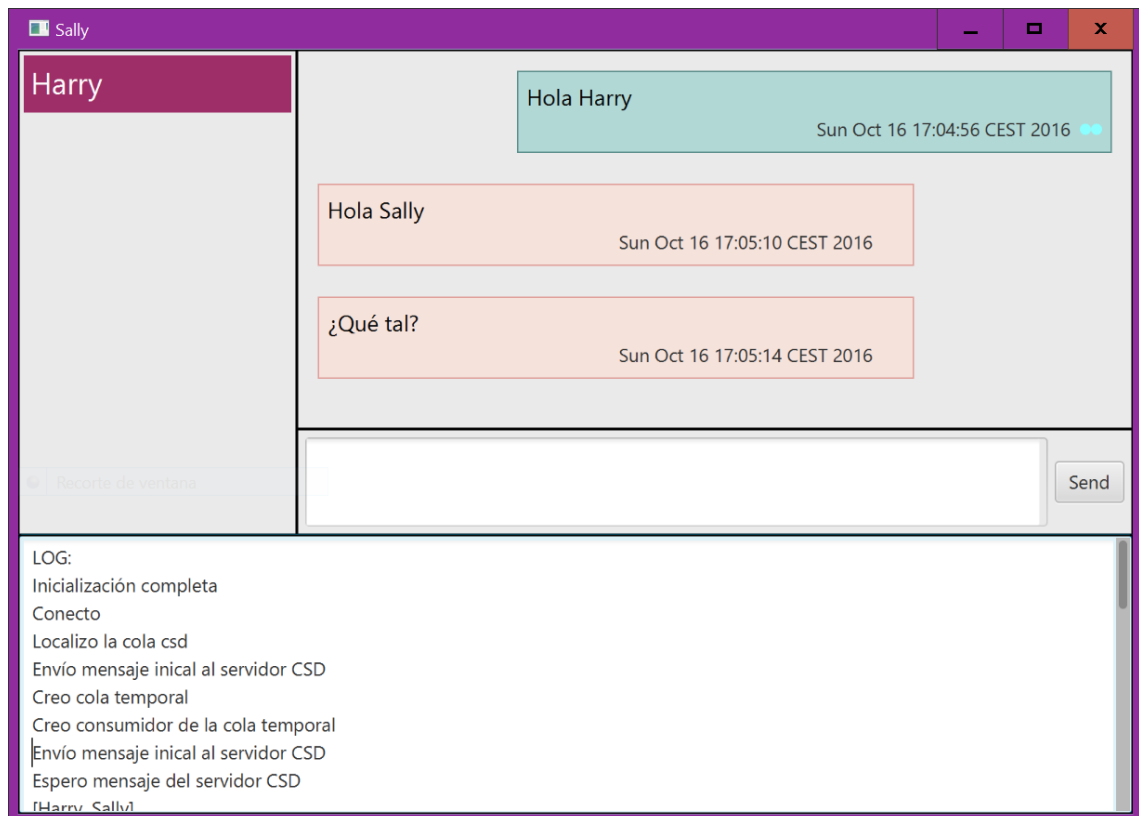 Sally
Harry
Hola Harry
Sun Oct 16 17:04:56 CEST 2016
Hola Sally
Sun Oct 16 17:05:10 CEST 2016
¿Qué tal?
Sun Oct 16 17:05:14 CEST 2016
Recorte de ventana
Send
LOG:
Inicialización completa
Conecto
Localizo la cola csd
Envío mensaje inical al servidor CSD
Creo cola temporal
Creo consumidor de la cola temporal
Envío mensaje inical al servidor CSD
Espero mensaje del servidor CSD
[Harry, Sally]